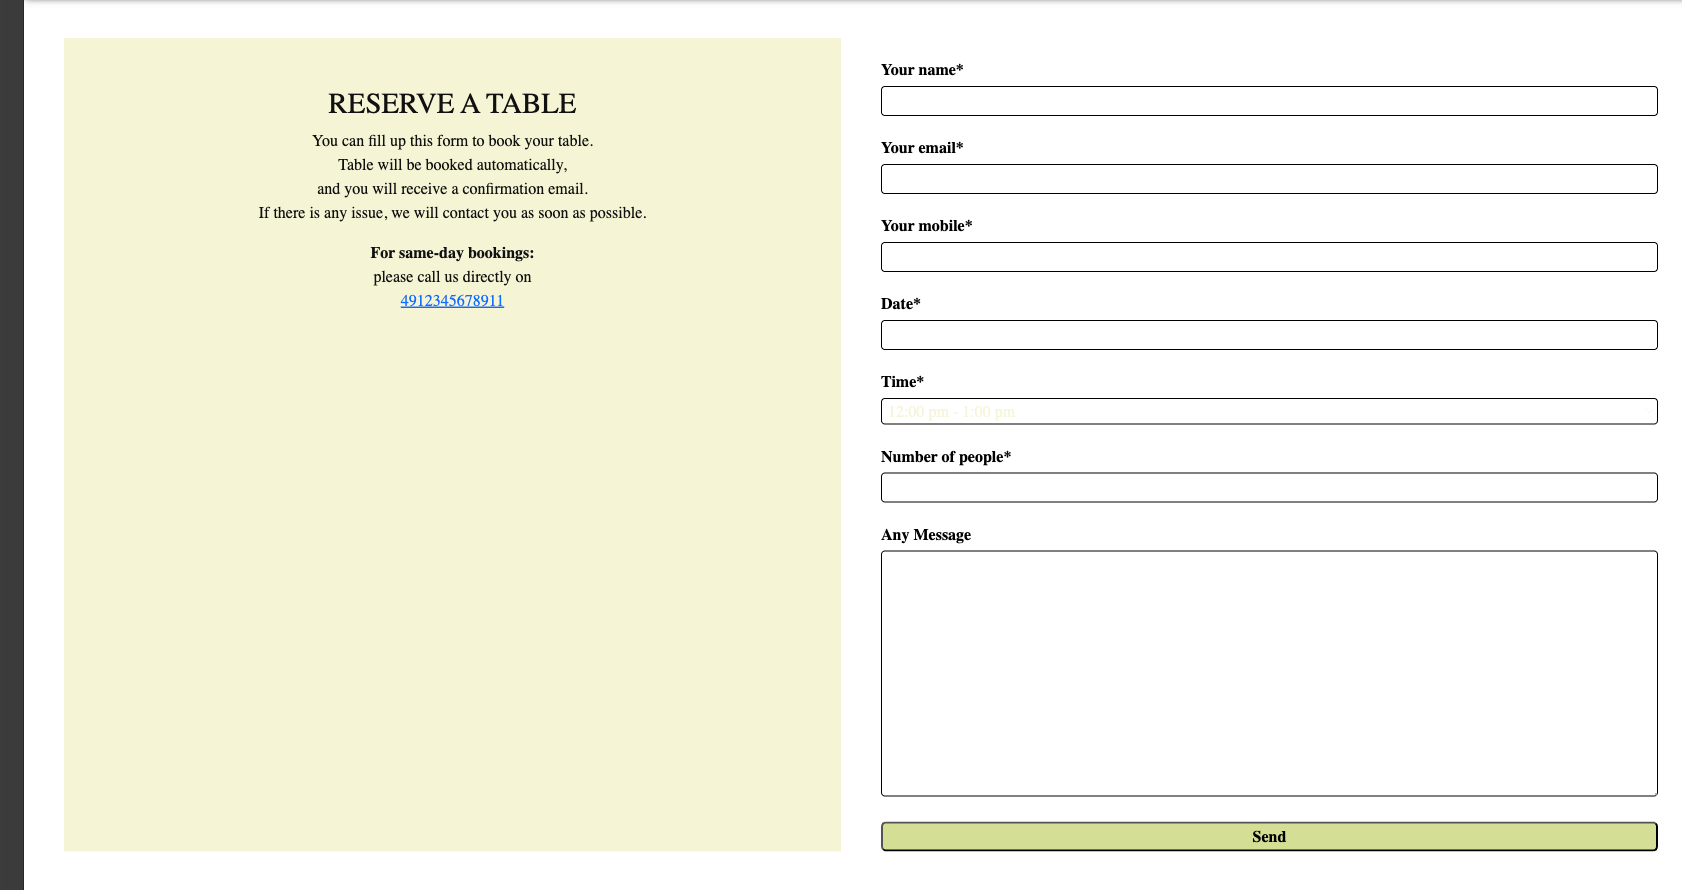 RESERVE A TABLE
You can fill up this form to book your table.
Table will be booked automatically,
and you will receive a confirmation email.
If there is any issue, we will contact you as soon as possible.
For same-day bookings:
please call us directly on
4912345678911
Your name*
Your email*
Your mobile*
Date*
Time*
12:00 pm - 1:00 pm
Number of people*
Any Message
Send